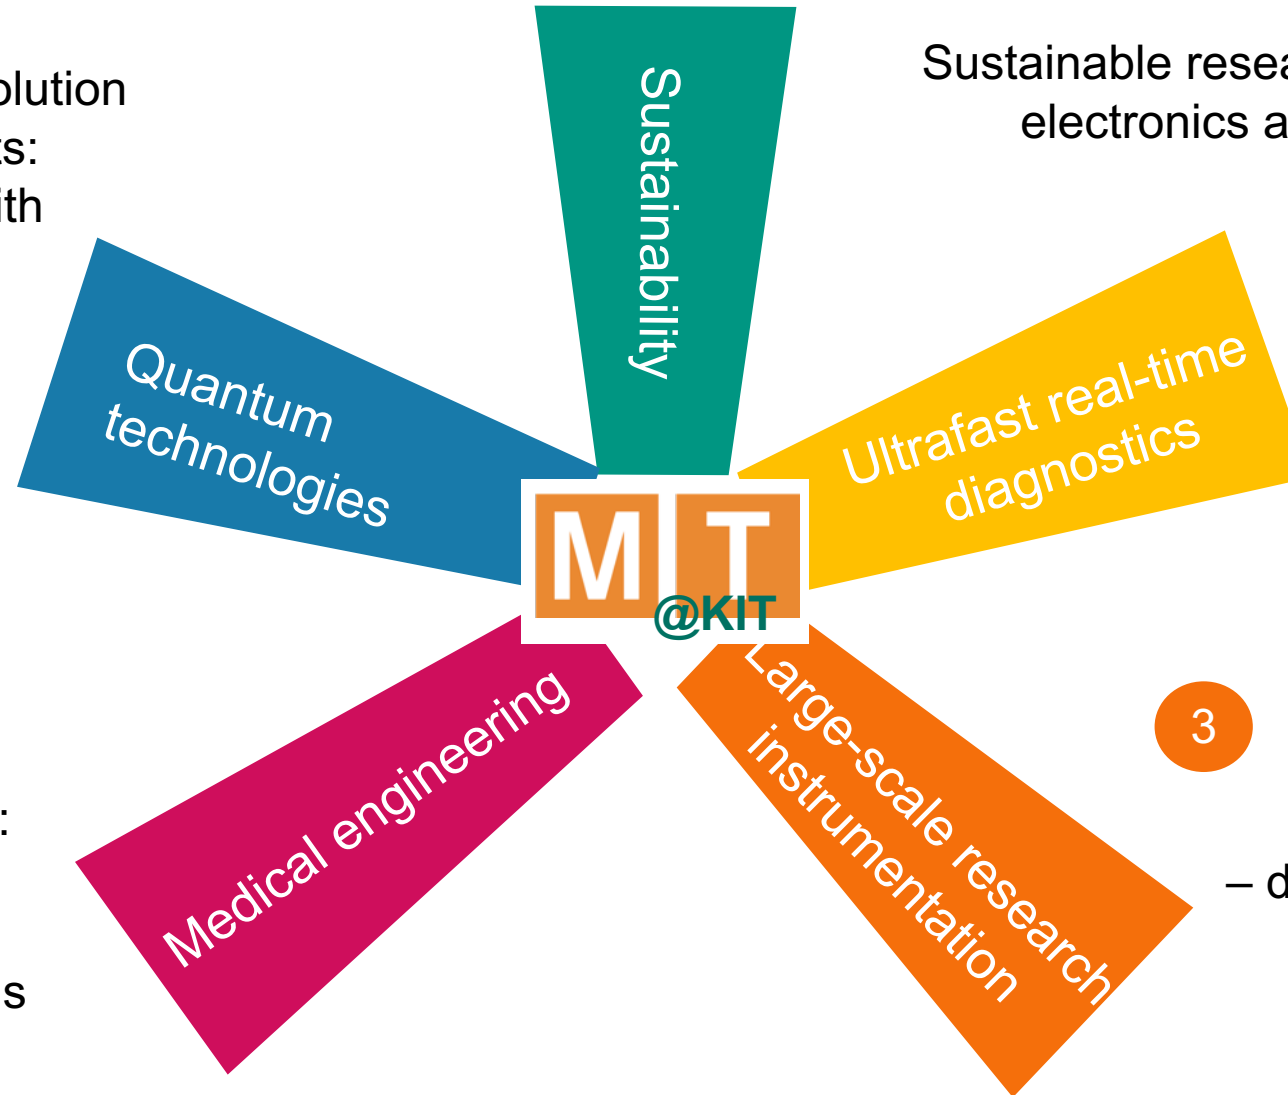 olution
ts:
ith
Sustainable resea
electronics a
Sustainability
Quantum
technologies
Ultrafast real-time
diagnostics
M T
@KIT
Medical engineering
Large-scale research
instrumentation
3
:
– d
s